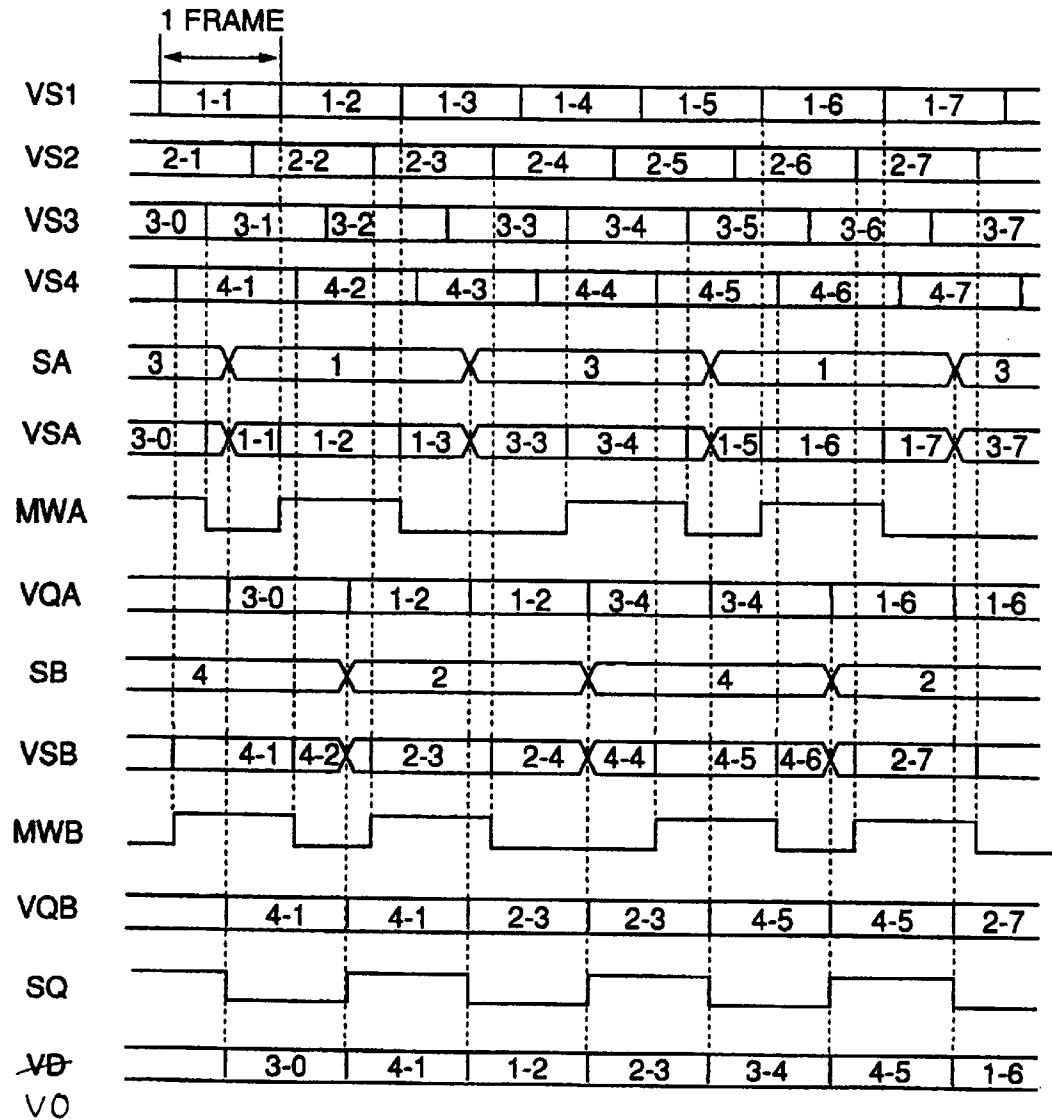 1 FRAME
VS1 1-1 1-2 1-3 1-4 1-5 1-6 1-7
VS2 2-1 2-2 2-3 2-4 2-5 2-6 2-7
VS3 3-0 3-1 3-2 3-3 3-4 3-5 3-6 3-7
VS4 4-1 4-2 4-3 4-4 4-5 4-6 4-7
SA 3 1 3 1 3
VSA 3-0 1-1 1-2 1-3 3-3 3-4 1-5 1-6 1-7 3-7
MWA
VQA 3-0 1-2 1-2 3-4 3-4 1-6 1-6
SB 4 2 4 2
VSB 4-1 4-2 2-3 2-4 4-4 4-5 4-6 2-7
MWB
VQB 4-1 4-1 2-3 2-3 4-5 4-5 2-7
SQ
VD 3-0 4-1 1-2 2-3 3-4 4-5 1-6
VO